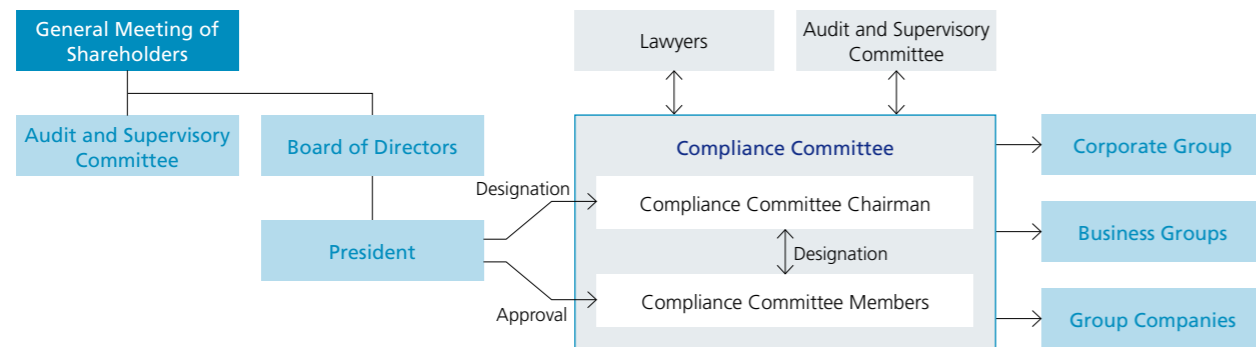 General Meeting of
Shareholders
Lawyers
Audit and Supervisory
Committee
Audit and Supervisory
Committee
Board of Directors
Compliance Committee
Corporate Group
Designation
Compliance Committee Chairman
President
Designation
Business Groups
Approval
Compliance Committee Members
Group Companies